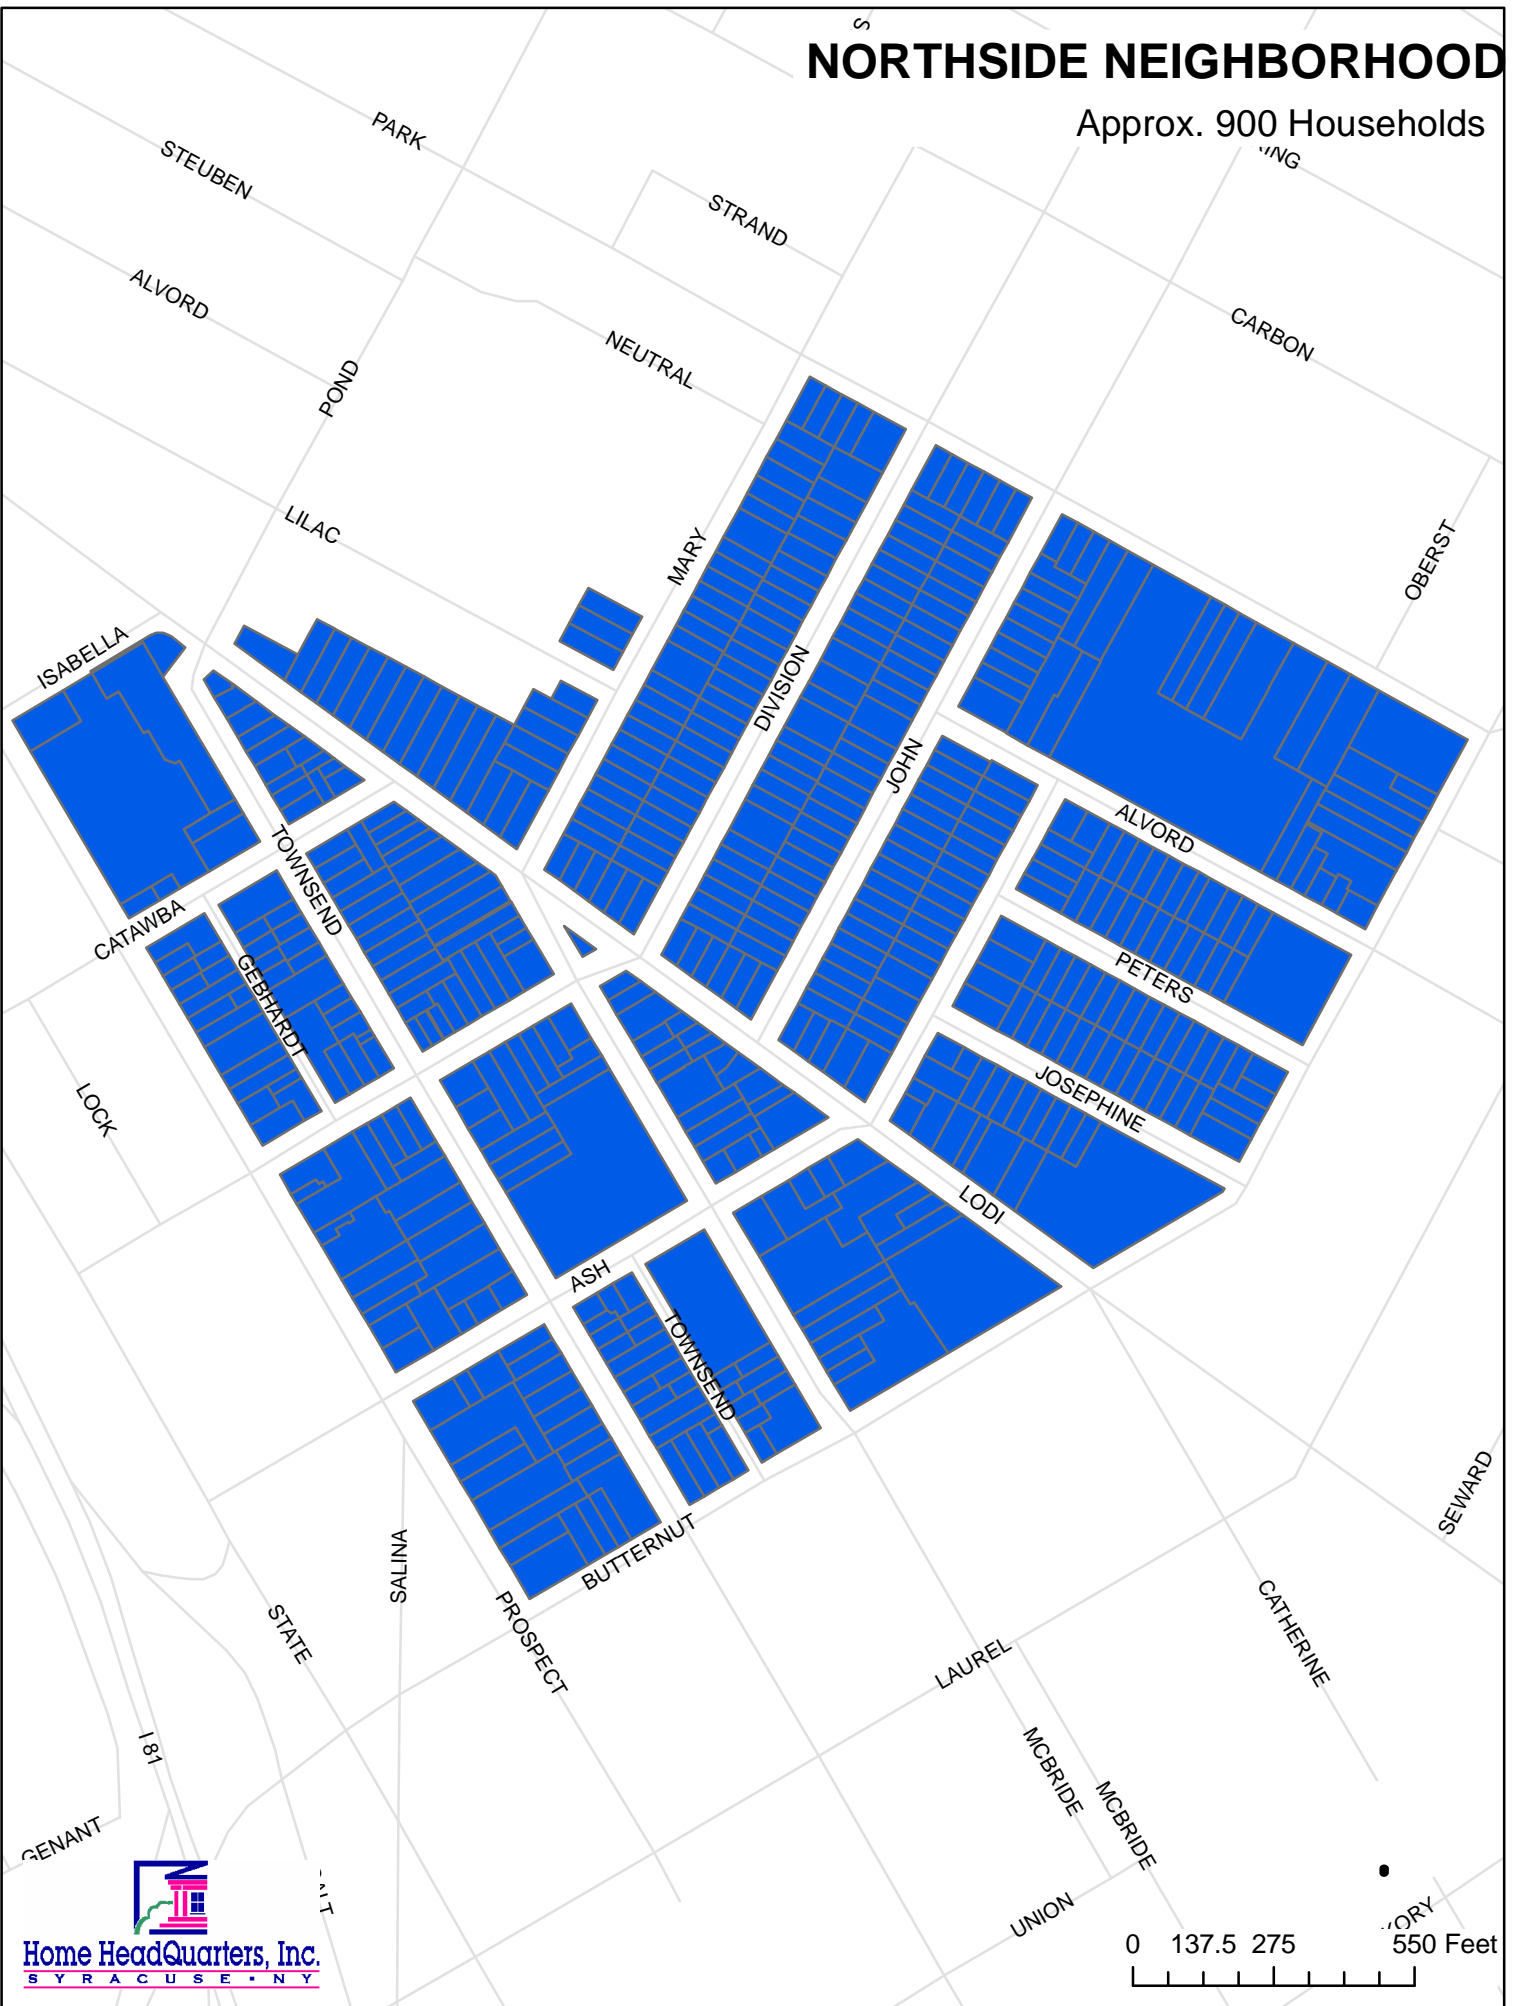 S
NORTHSIDE NEIGHBORHOOD
Approx. 900 Households
PARK
STEUBEN
STRAND
ALVORD
CARBON
NEUTRAL
POND
LILAC
MARY
OBERST
ISABELLA
DIVISION
JOHN
ALVORD
TOWNSEND
CATAWBA
GEBHARDT
PETERS
LOCK
JOSEPHINE
LODI
ASH
TOWNSEND
SEWARD
SALINA
BUTTERNUT
STATE
PROSPECT
CATHERINE
LAUREL
I 81
MCBRIDE
MCBRIDE
GENANT
UNION
0 137.5 275 550 Feet
Home HeadQuarters, Inc.
SYRACUSE • NY